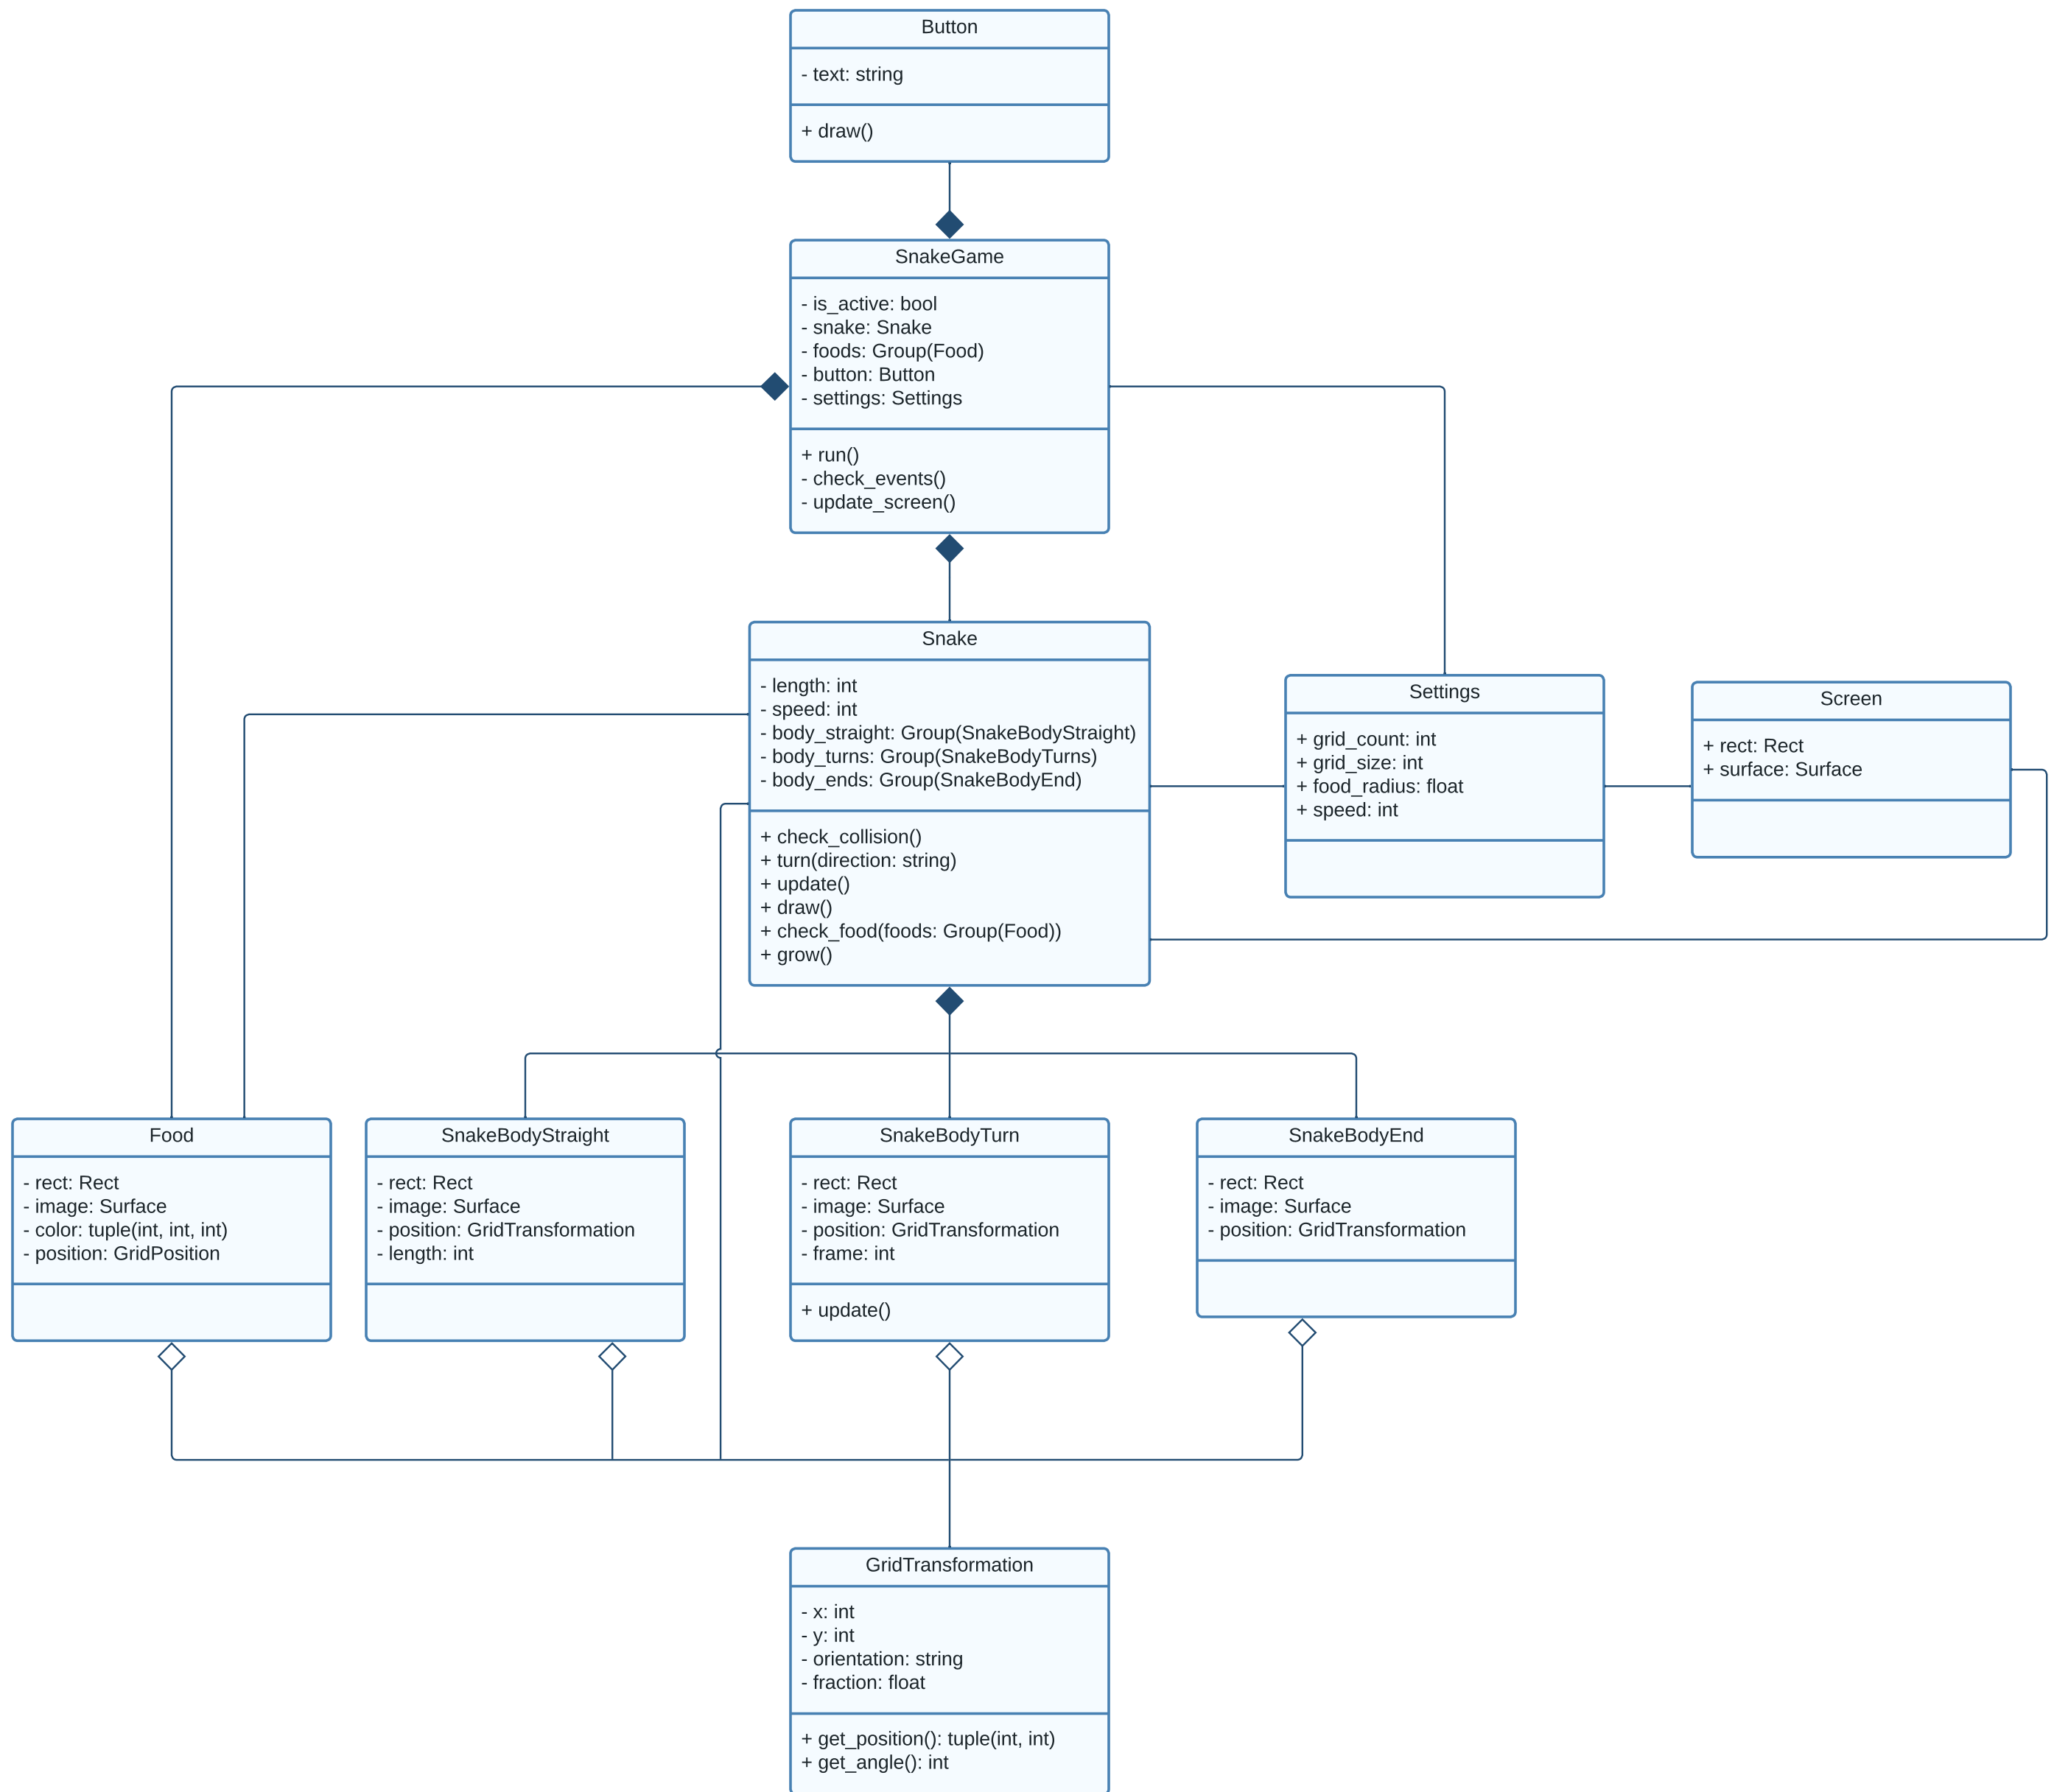 Button
- text: string
+ draw()
SnakeGame
- is_active: bool
- snake: Snake
- foods: Group(Food)
- button: Button
- settings: Settings
+ run()
- check_events()
- update_screen()
Snake
- length: int
- speed: int
- body_straight: Group(SnakeBodyStraight)
- body_turns: Group(SnakeBodyTurns)
- body_ends: Group(SnakeBodyEnd)
+ check_collision()
+ turn(direction: string)
+ update()
+ draw()
+ check_food(foods: Group(Food))
+ grow()
Settings
+ grid_count: int
+ grid_size: int
+ food_radius: float
+ speed: int
Screen
+ rect: Rect
+ surface: Surface
Food
- rect: Rect
- image: Surface
- color: tuple(int, int, int)
- position: GridPosition
SnakeBodyStraight
- rect: Rect
- image: Surface
- position: GridTransformation
- length: int
SnakeBodyTurn
- rect: Rect
- image: Surface
- position: GridTransformation
- frame: int
+ update()
SnakeBodyEnd
- rect: Rect
- image: Surface
- position: GridTransformation
GridTransformation
- x: int
- y: int
- orientation: string
- fraction: float
+ get_position(): tuple(int, int)
+ get_angle(): int